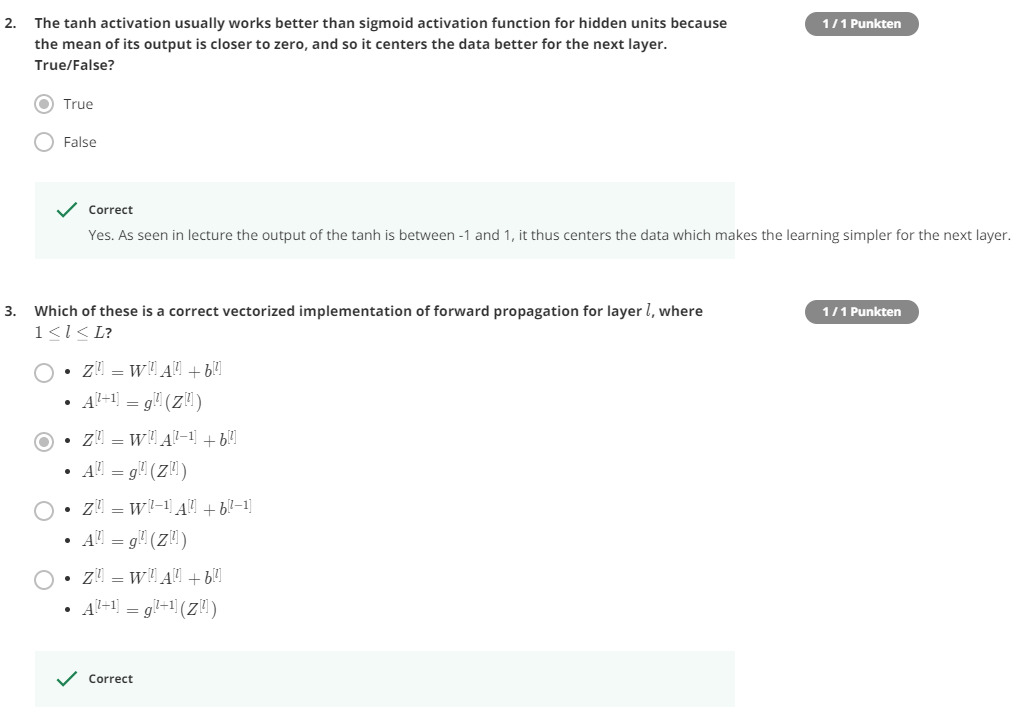 2. The tanh activation usually works better than sigmoid activation function for hidden units because 1 / 1 Punkten
the mean of its output is closer to zero, and so it centers the data better for the next layer.
True/False?
True
False
Correct
Yes. As seen in lecture the output of the tanh is between -1 and 1, it thus centers the data which makes the learning simpler for the next layer.
3. Which of these is a correct vectorized implementation of forward propagation for layer l, where 1 / 1 Punkten
1 ≤ l ≤ L?
• Z^[l] = W^[l] A^[l] + b^[l]
• A^[l+1] = g^[l](Z^[l])
• Z^[l] = W^[l] A^[l−1] + b^[l]
• A^[l] = g^[l](Z^[l])
• Z^[l] = W^[l−1] A^[l] + b^[l−1]
• A^[l] = g^[l](Z^[l])
• Z^[l] = W^[l] A^[l] + b^[l]
• A^[l+1] = g^[l+1](Z^[l])
Correct